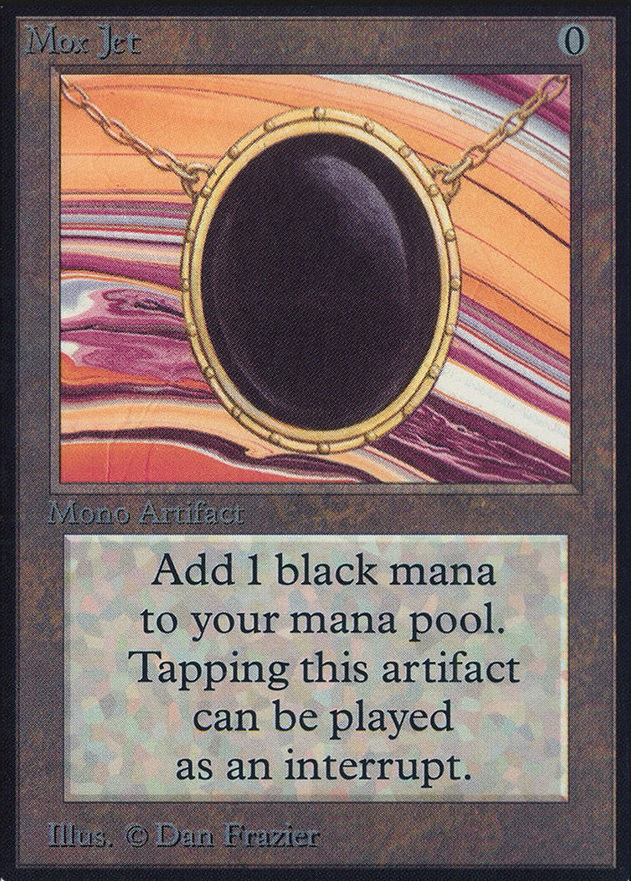 Mox Jet 0
Mono Artifact
Add 1 black mana
to your mana pool.
Tapping this artifact
can be played
as an interrupt.
Illus. © Dan Frazier